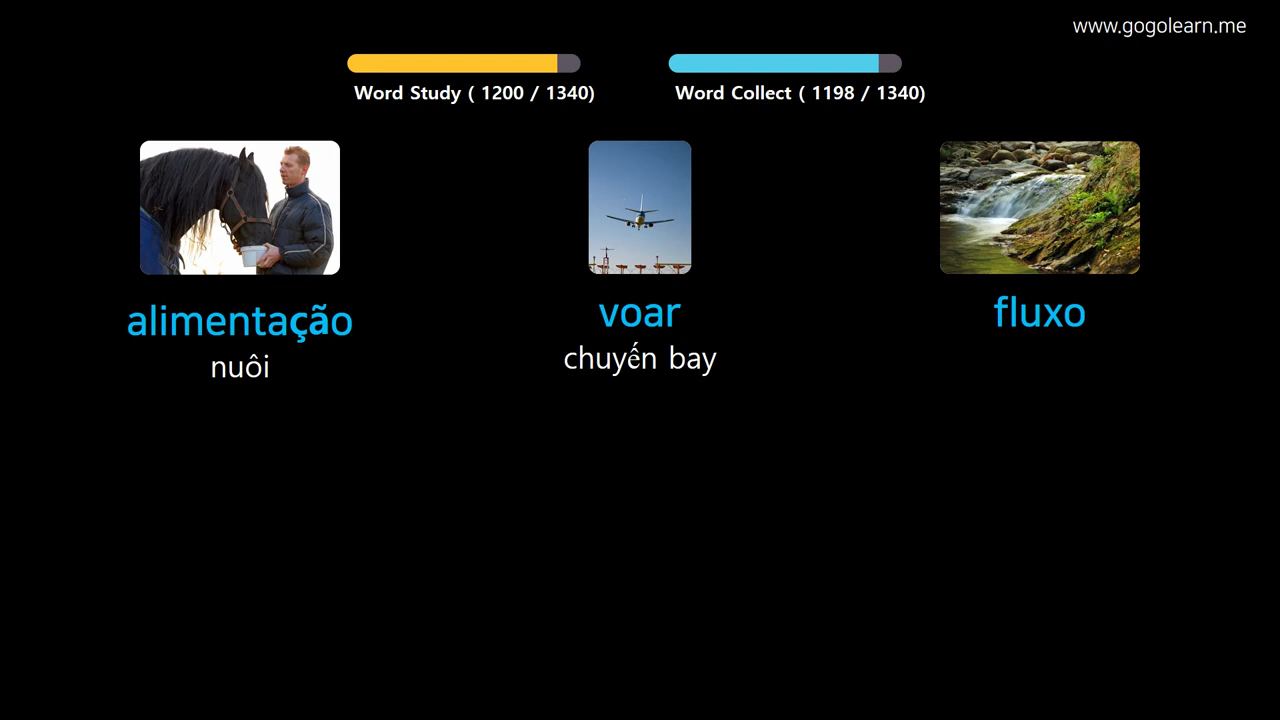 www.gogolearn.me
Word Study ( 1200 / 1340)
Word Collect ( 1198 / 1340)
alimentação
nuôi
voar
chuyến bay
fluxo